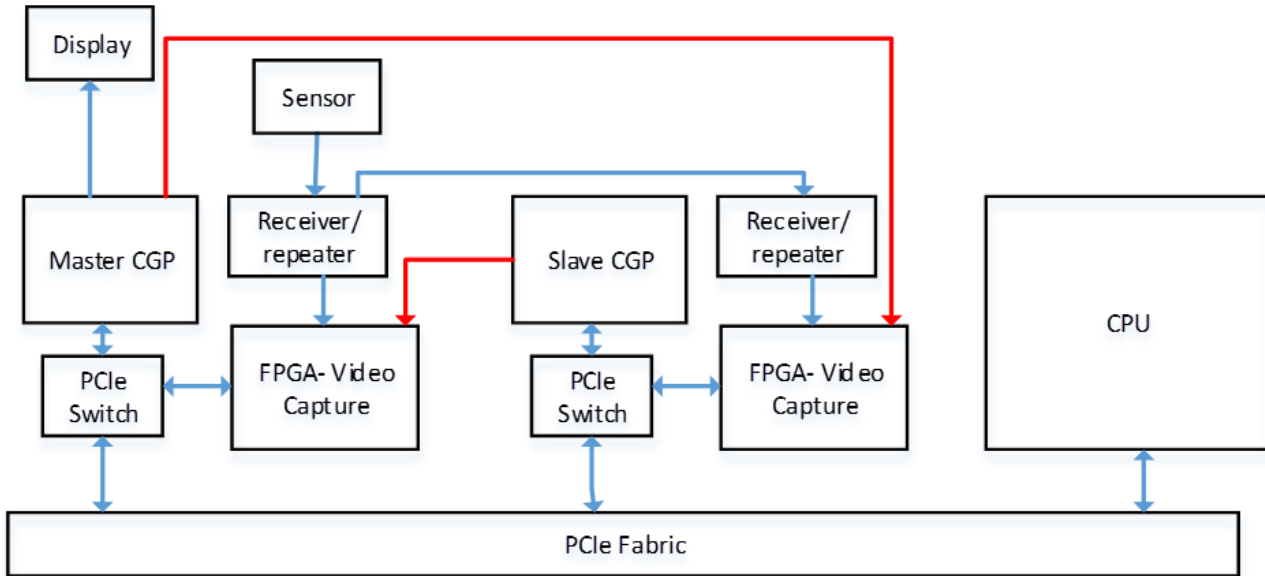 Display
Sensor
Master CGP
Receiver/
repeater
Slave CGP
Receiver/
repeater
CPU
PCIe
Switch
FPGA- Video
Capture
PCIe
Switch
FPGA- Video
Capture
PCIe Fabric